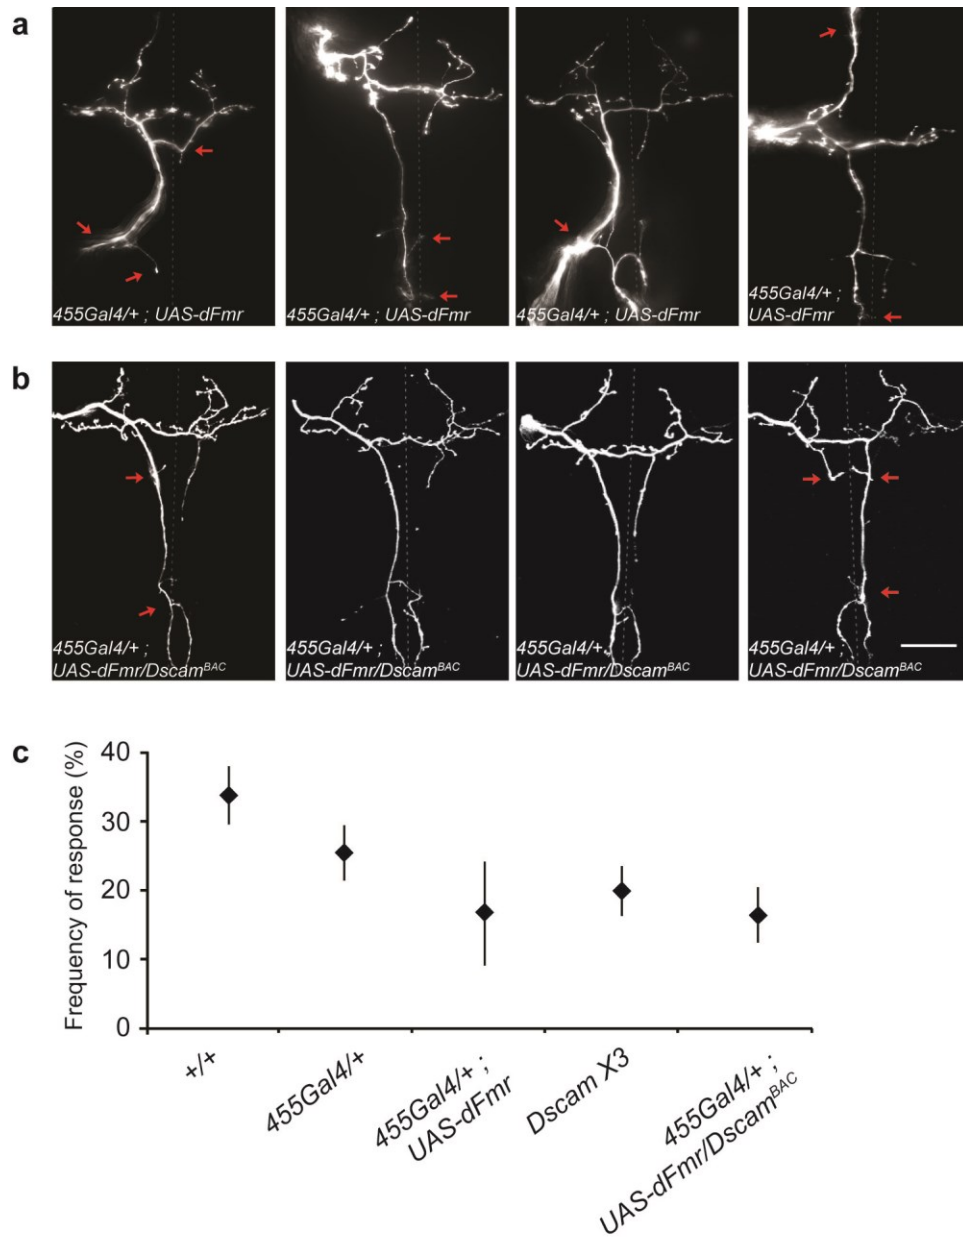 a
455Gal4/+ ; UAS-dFmr
455Gal4/+ ; UAS-dFmr
455Gal4/+ ; UAS-dFmr
455Gal4/+ ;
UAS-dFmr
b
455Gal4/+ ;
UAS-dFmr/Dscam^BAC
455Gal4/+ ;
UAS-dFmr/Dscam^BAC
455Gal4/+ ;
UAS-dFmr/Dscam^BAC
455Gal4/+ ;
UAS-dFmr/Dscam^BAC
c
Frequency of response (%)
40
30
20
10
0
+/+
455Gal4/+
455Gal4/+ ;
UAS-dFmr
Dscam X3
455Gal4/+ ;
UAS-dFmr/Dscam^BAC